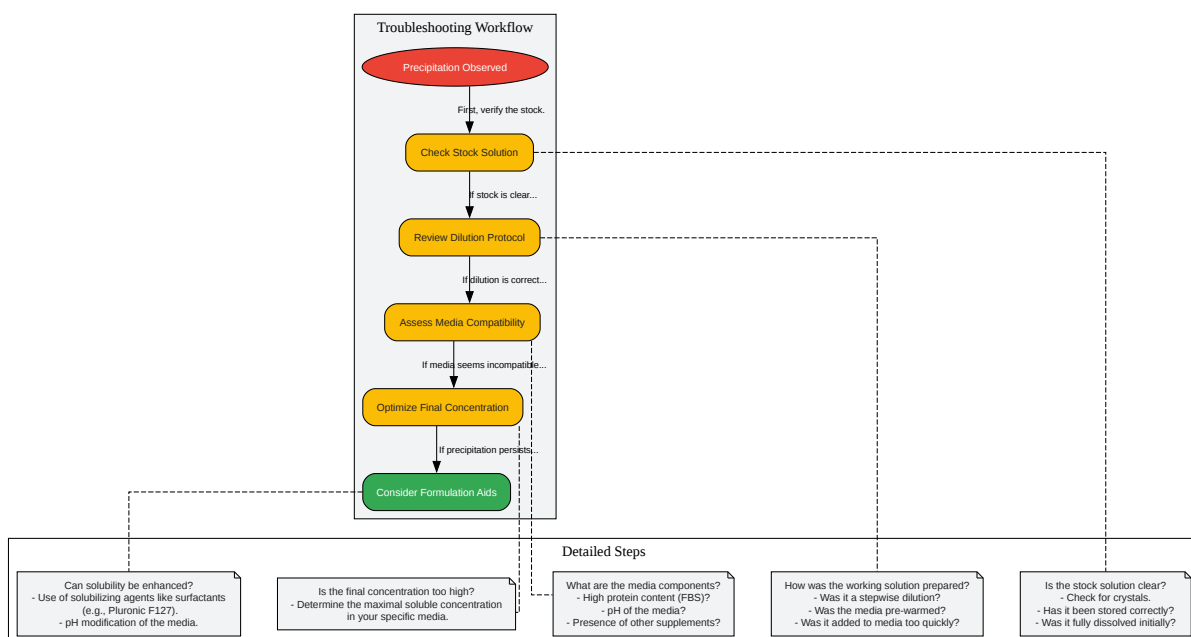 Troubleshooting Workflow
Precipitation Observed
First, verify the stock.
Check Stock Solution
If stock is clear...
Review Dilution Protocol
If dilution is correct...
Assess Media Compatibility
If media seems incompatible...
Optimize Final Concentration
If precipitation persists...
Consider Formulation Aids
Detailed Steps
Can solubility be enhanced?
- Use of solubilizing agents like surfactants
(e.g., Pluronic F127).
- pH modification of the media.
Is the final concentration too high?
- Determine the maximal soluble concentration
in your specific media.
What are the media components?
- High protein content (FBS)?
- pH of the media?
- Presence of other supplements?
How was the working solution prepared?
- Was it a stepwise dilution?
- Was the media pre-warmed?
- Was it added to media too quickly?
Is the stock solution clear?
- Check for crystals.
- Has it been stored correctly?
- Was it fully dissolved initially?